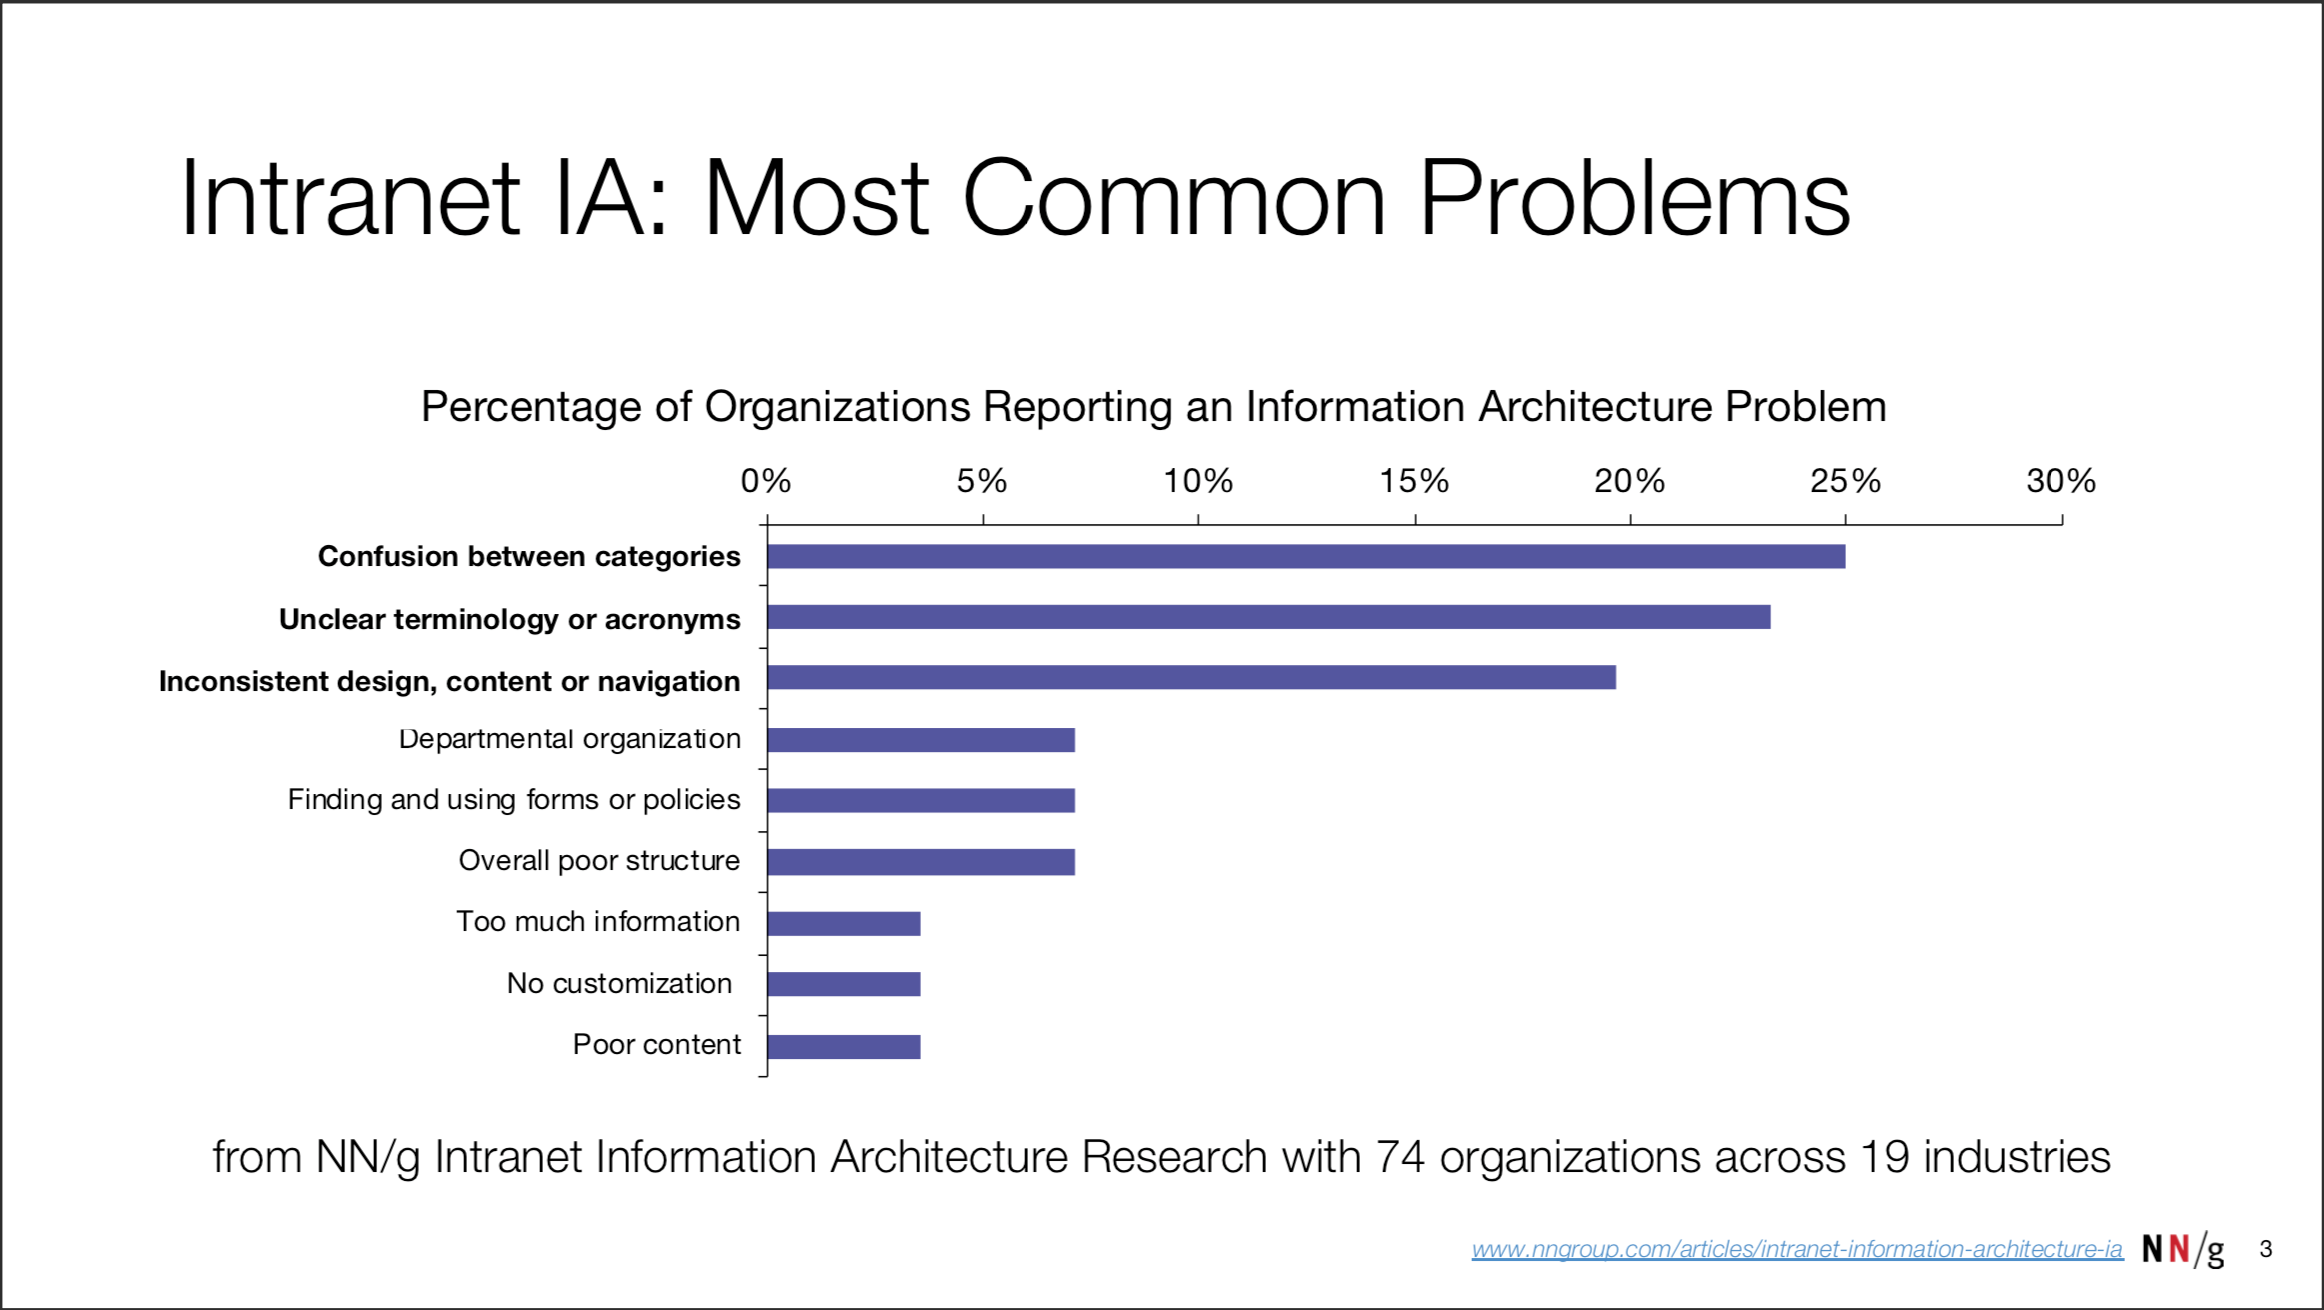 Intranet IA: Most Common Problems
Percentage of Organizations Reporting an Information Architecture Problem
0% 5% 10% 15% 20% 25% 30%
Confusion between categories
Unclear terminology or acronyms
Inconsistent design, content or navigation
Departmental organization
Finding and using forms or policies
Overall poor structure
Too much information
No customization
Poor content
from NN/g Intranet Information Architecture Research with 74 organizations across 19 industries
www.nngroup.com/articles/intranet-information-architecture-ia NN/g 3